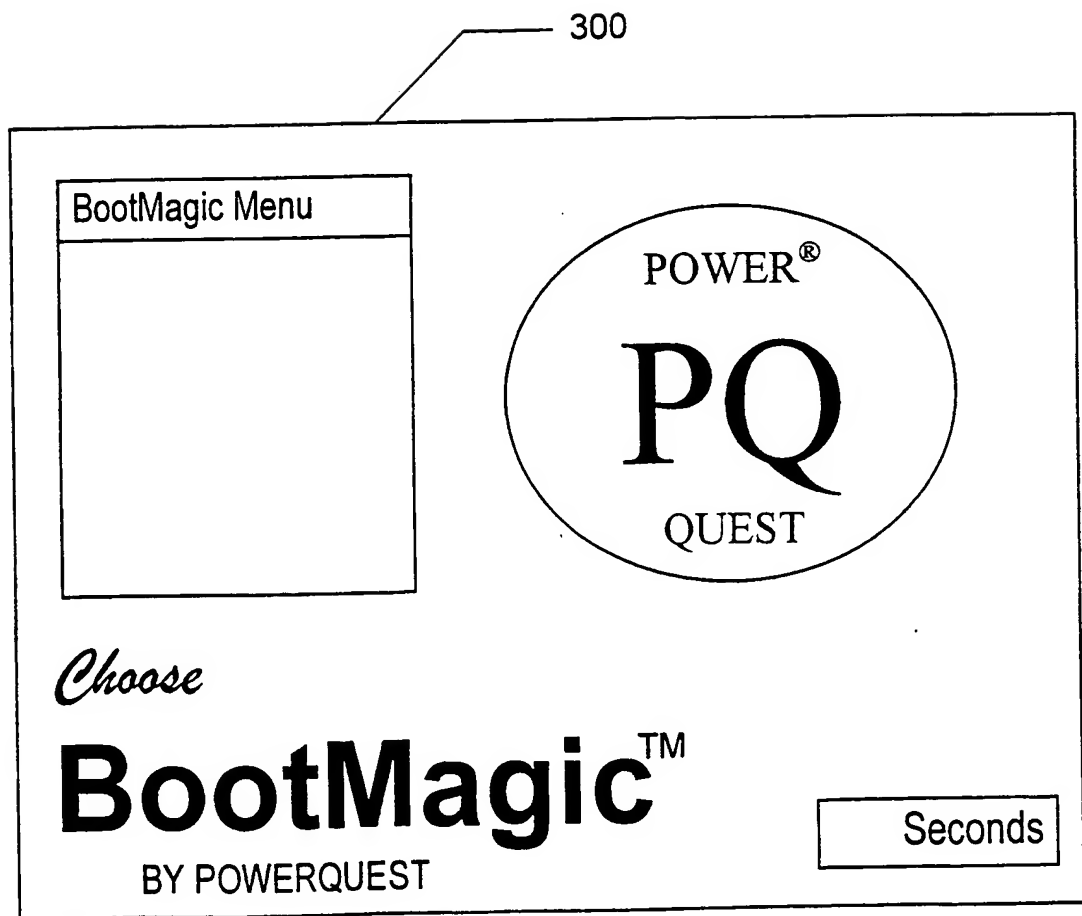 300
BootMagic Menu
POWER®
PQ
QUEST
Choose
BootMagic™
BY POWERQUEST
Seconds